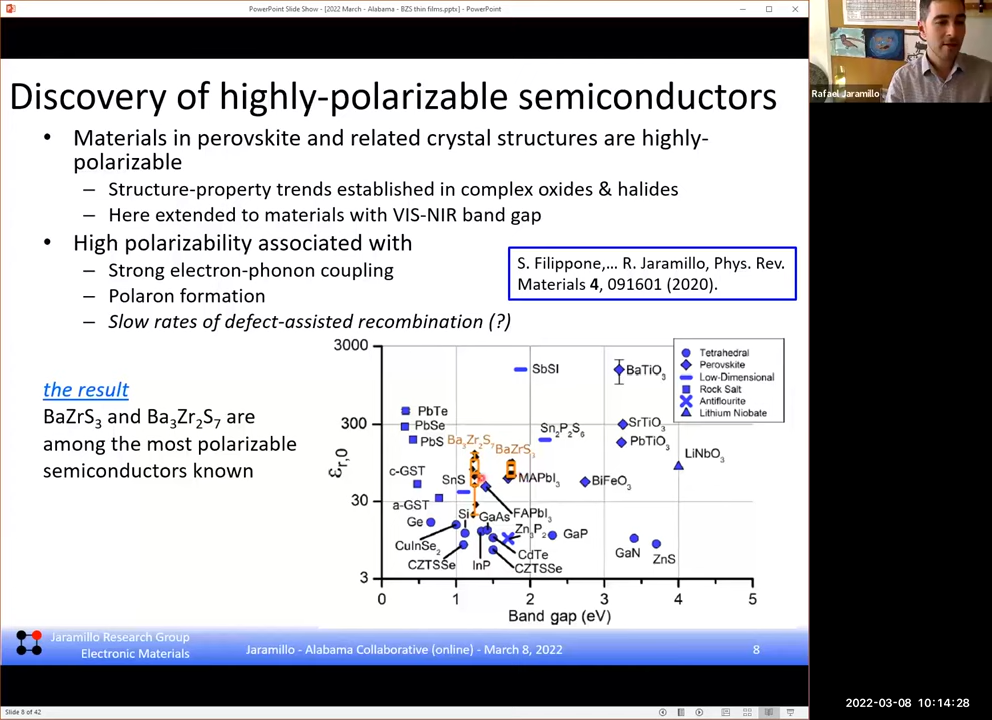 PowerPoint Slide Show - [2022 March - Alabama - BZS thin films.pptx] - PowerPoint
Rafael Jaramillo
Discovery of highly-polarizable semiconductors
• Materials in perovskite and related crystal structures are highly-
polarizable
– Structure-property trends established in complex oxides & halides
– Here extended to materials with VIS-NIR band gap
• High polarizability associated with
– Strong electron-phonon coupling
– Polaron formation
– Slow rates of defect-assisted recombination (?)
S. Filippone,... R. Jaramillo, Phys. Rev.
Materials 4, 091601 (2020).
the result
BaZrS₃ and Ba₃Zr₂S₇ are
among the most polarizable
semiconductors known
3000
300
30
3
εr,0
Tetrahedral
Perovskite
Low-Dimensional
Rock Salt
Antiflourite
Lithium Niobate
SbSI
BaTiO₃
PbTe
PbSe
PbS
Ba₃Zr₂S₇
BaZrS₃
Sn₂P₂S₆
SrTiO₃
PbTiO₃
LiNbO₃
c-GST
SnS
MAPbI₃
BiFeO₃
a-GST
Si
GaAs
FAPbI₃
Ge
Zn₃P₂
GaP
CuInSe₂
CdTe
GaN
ZnS
CZTSSe
InP
CZTSSe
0 1 2 3 4 5
Band gap (eV)
Jaramillo Research Group
Electronic Materials
Jaramillo - Alabama Collaborative (online) - March 8, 2022
8
Slide 8 of 42
2022-03-08 10:14:28